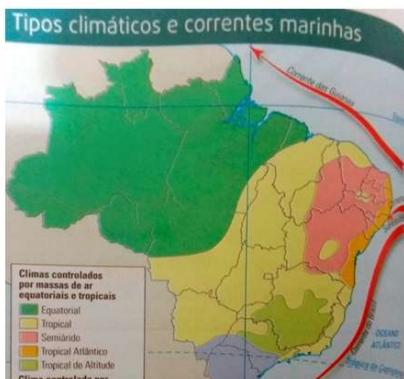 Tipos climáticos e correntes marinhas
Corrente das Guianas
OCEANO
ATLÂNTICO
Climas controlados
por massas de ar
equatoriais e tropicais
Equatorial
Tropical
Semiárido
Tropical Atlântico
Tropical de Altitude